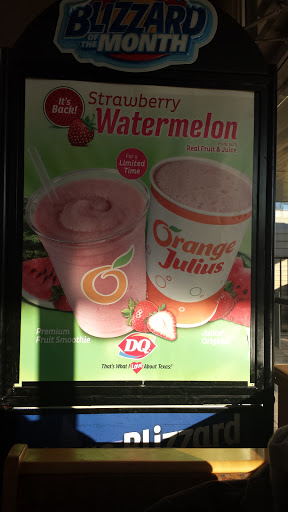 BLIZZARD
OF THE MONTH
It's Back!
Strawberry
Watermelon
Real Fruit & Juice
For a Limited Time
Orange
Julius
Premium
Fruit Smoothie
Original
DQ
That's What I Love About Texas!
Blizzard